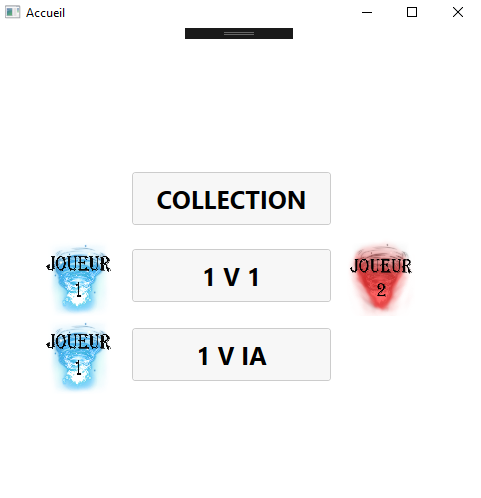 Accueil
COLLECTION
JOUEUR
1
1 V 1
JOUEUR
2
JOUEUR
1
1 V IA